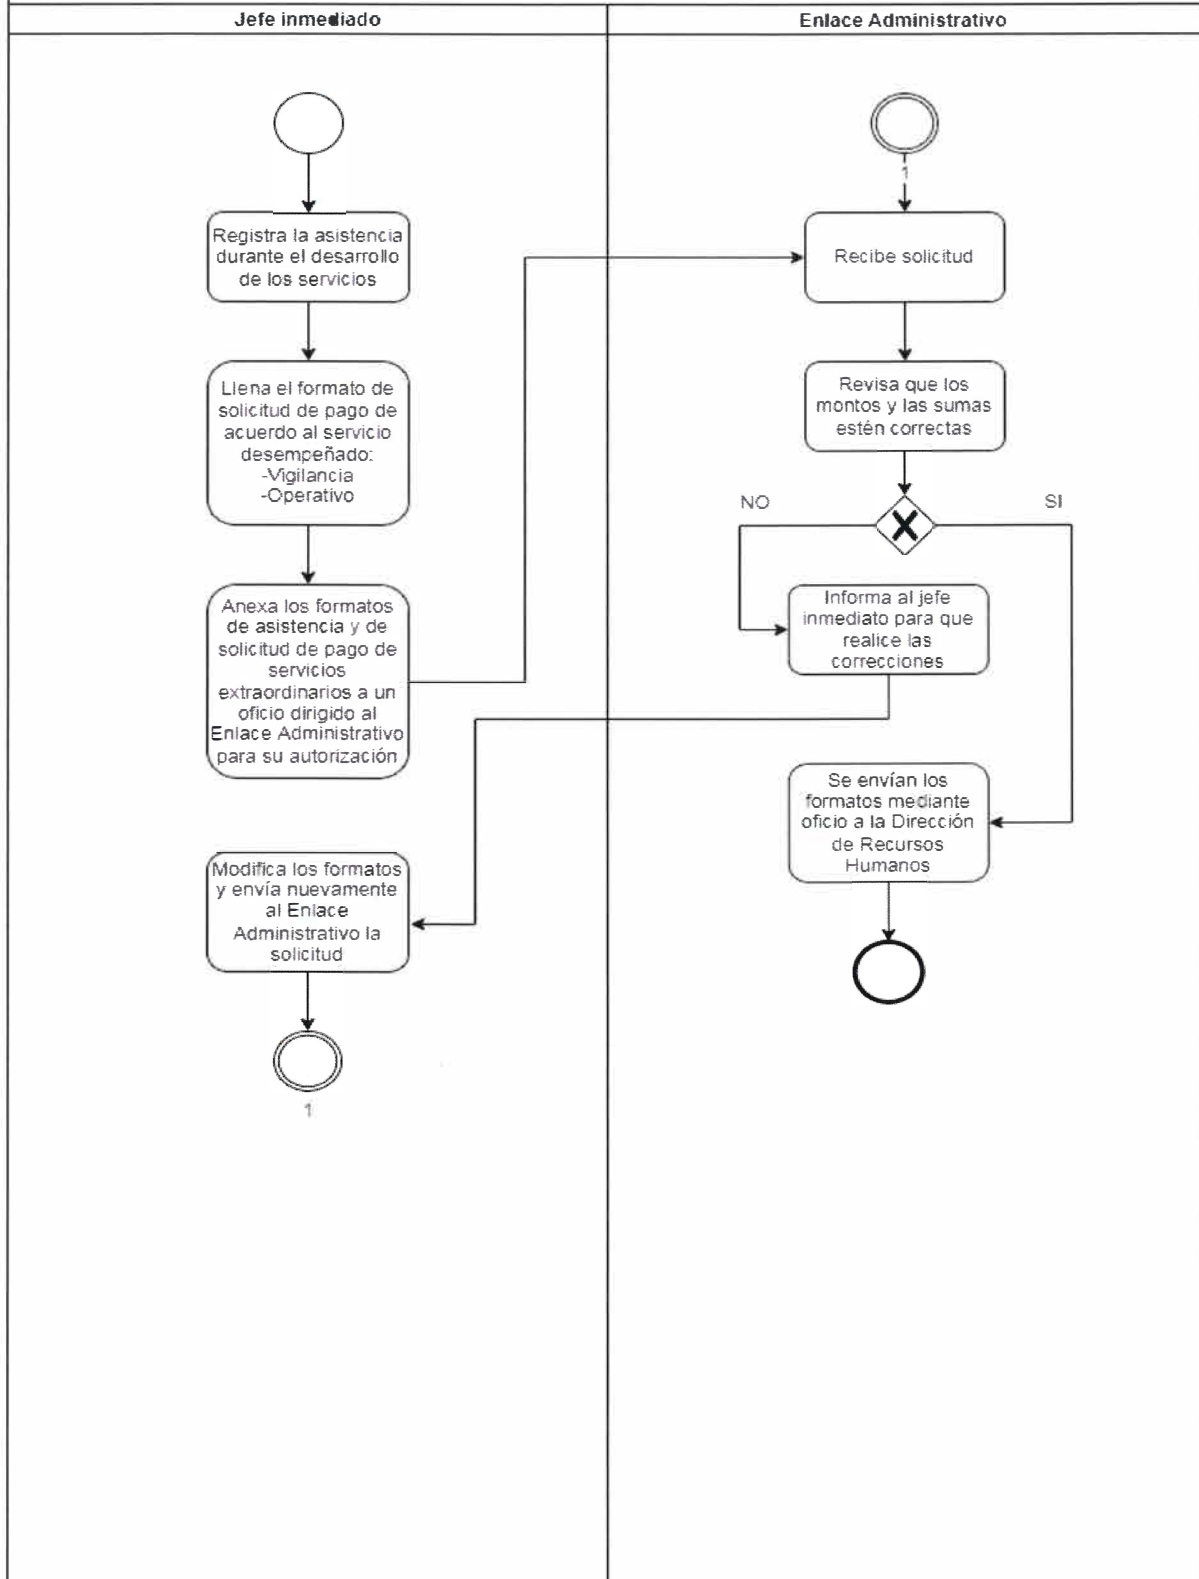 Jefe inmediado
Enlace Administrativo
Registra la asistencia
durante el desarrollo
de los servicios
Llena el formato de
solicitud de pago de
acuerdo al servicio
desempeñado:
-Vigilancia
-Operativo
Anexa los formatos
de asistencia y de
solicitud de pago de
servicios
extraordinarios a un
oficio dirigido al
Enlace Administrativo
para su autorización
Modifica los formatos
y envía nuevamente
al Enlace
Administrativo la
solicitud
1
1
Recibe solicitud
Revisa que los
montos y las sumas
estén correctas
NO
SI
Informa al jefe
inmediato para que
realice las
correcciones
Se envían los
formatos mediante
oficio a la Dirección
de Recursos
Humanos